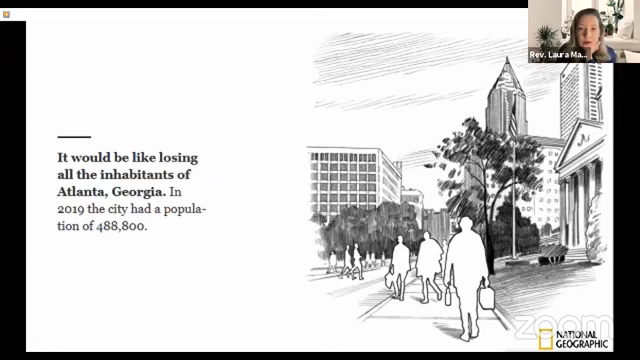 Rev. Laura Ma...
It would be like losing
all the inhabitants of
Atlanta, Georgia. In
2019 the city had a popula-
tion of 488,800.
zoom
NATIONAL
GEOGRAPHIC